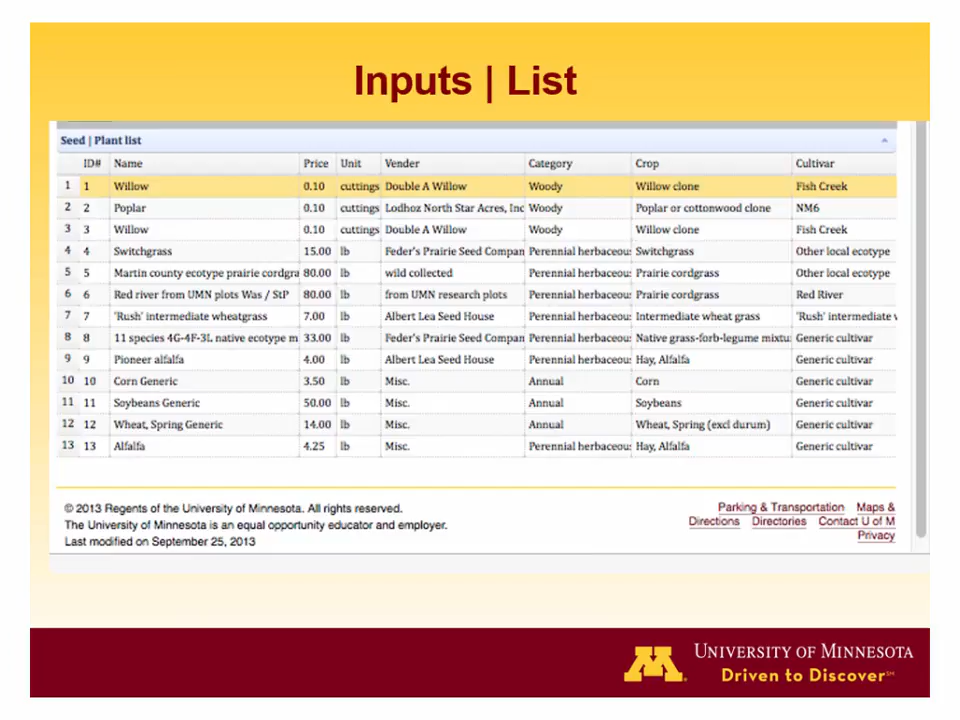 Inputs | List
Seed | Plant list
ID# Name Price Unit Vender Category Crop Cultivar
1 1 Willow 0.10 cuttings Double A Willow Woody Willow clone Fish Creek
2 2 Poplar 0.10 cuttings Lodhoz North Star Acres, Inc Woody Poplar or cottonwood clone NM6
3 3 Willow 0.10 cuttings Double A Willow Woody Willow clone Fish Creek
4 4 Switchgrass 15.00 lb Feder's Prairie Seed Compan Perennial herbaceou: Switchgrass Other local ecotype
5 5 Martin county ecotype prairie cordgra 80.00 lb wild collected Perennial herbaceou: Prairie cordgrass Other local ecotype
6 6 Red river from UMN plots Was / StP 80.00 lb from UMN research plots Perennial herbaceou: Prairie cordgrass Red River
7 7 'Rush' intermediate wheatgrass 7.00 lb Albert Lea Seed House Perennial herbaceou: Intermediate wheat grass 'Rush' intermediate v
8 8 11 species 4G-4F-3L native ecotype m 33.00 lb Feder's Prairie Seed Compan Perennial herbaceou: Native grass-forb-legume mixtu Generic cultivar
9 9 Pioneer alfalfa 4.00 lb Albert Lea Seed House Perennial herbaceou: Hay, Alfalfa Generic cultivar
10 10 Corn Generic 3.50 lb Misc. Annual Corn Generic cultivar
11 11 Soybeans Generic 50.00 lb Misc. Annual Soybeans Generic cultivar
12 12 Wheat, Spring Generic 14.00 lb Misc. Annual Wheat, Spring (excl durum) Generic cultivar
13 13 Alfalfa 4.25 lb Misc. Perennial herbaceou: Hay, Alfalfa Generic cultivar
© 2013 Regents of the University of Minnesota. All rights reserved.
The University of Minnesota is an equal opportunity educator and employer.
Last modified on September 25, 2013
Parking & Transportation Maps &
Directions Directories Contact U of M
Privacy
M
UNIVERSITY OF MINNESOTA
Driven to Discover℠